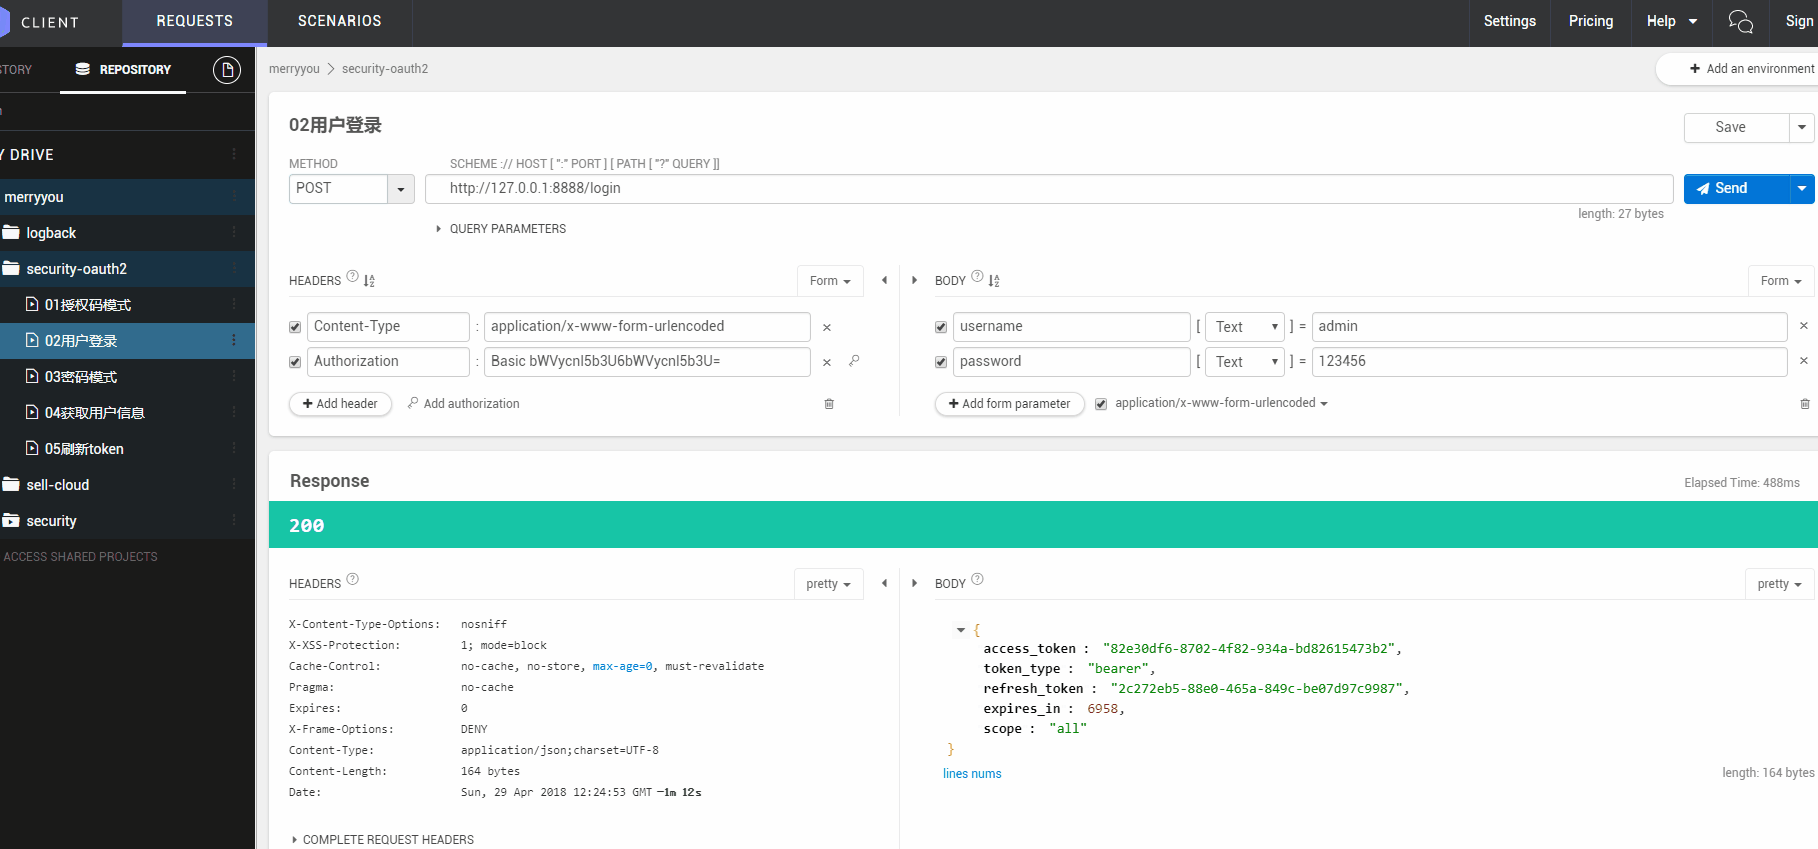 CLIENT REQUESTS SCENARIOS Settings Pricing Help Sign
TORY REPOSITORY
merryyou > security-oauth2 + Add an environment
Y DRIVE
merryyou
logback
security-oauth2
01授权码模式
02用户登录
03密码模式
04获取用户信息
05刷新token
sell-cloud
security
ACCESS SHARED PROJECTS
02用户登录 Save
METHOD SCHEME :// HOST [ ":" PORT ] [ PATH [ "?" QUERY ]]
POST http://127.0.0.1:8888/login Send
length: 27 bytes
QUERY PARAMETERS
HEADERS ? Form
Content-Type : application/x-www-form-urlencoded ×
Authorization : Basic bWVycnl5b3U6bWVycnl5b3U= ×
+ Add header Add authorization
BODY ? Form
username [ Text ] = admin ×
password [ Text ] = 123456 ×
+ Add form parameter application/x-www-form-urlencoded
Response Elapsed Time: 488ms
200
HEADERS ? pretty
X-Content-Type-Options: nosniff
X-XSS-Protection: 1; mode=block
Cache-Control: no-cache, no-store, max-age=0, must-revalidate
Pragma: no-cache
Expires: 0
X-Frame-Options: DENY
Content-Type: application/json;charset=UTF-8
Content-Length: 164 bytes
Date: Sun, 29 Apr 2018 12:24:53 GMT −1m 12s
COMPLETE REQUEST HEADERS
BODY ? pretty
{
access_token : "82e30df6-8702-4f82-934a-bd82615473b2",
token_type : "bearer",
refresh_token : "2c272eb5-88e0-465a-849c-be07d97c9987",
expires_in : 6958,
scope : "all"
}
lines nums length: 164 bytes